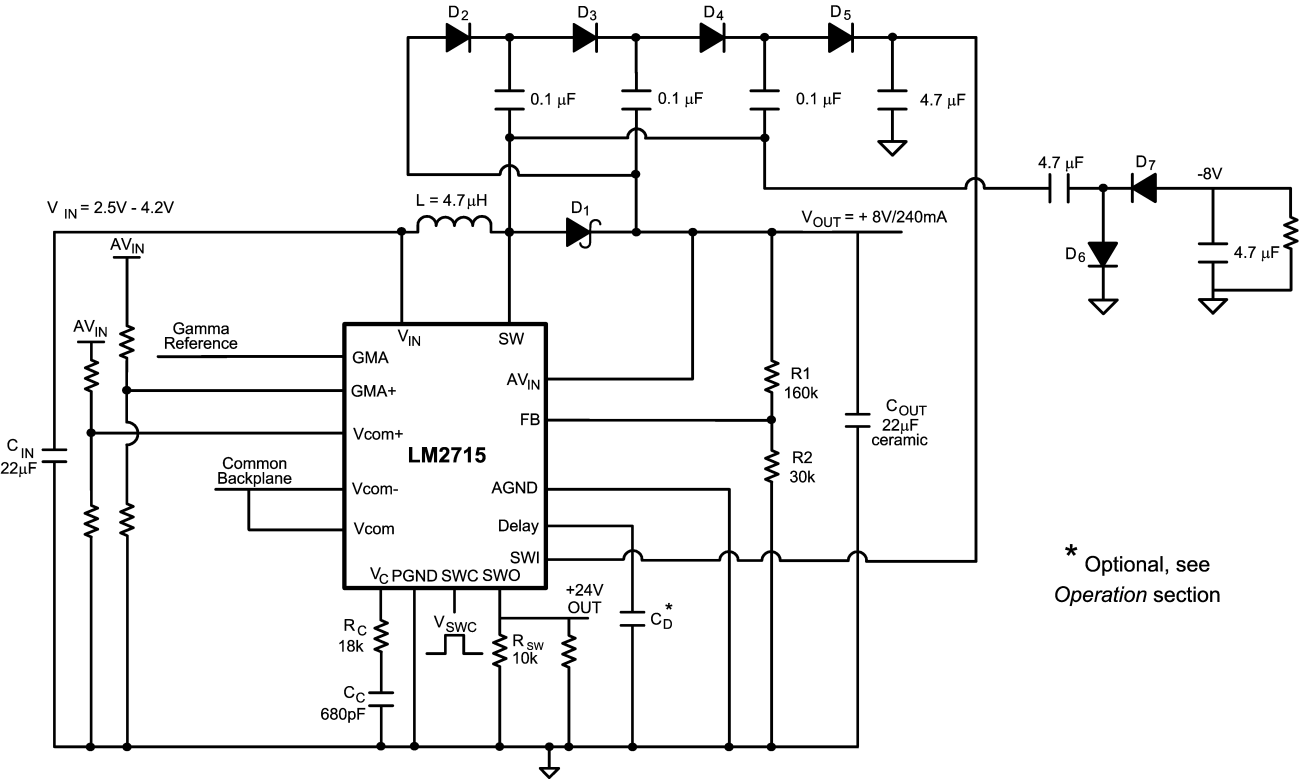 D2
D3
D4
D5
0.1 µF
0.1 µF
0.1 µF
4.7 µF
4.7 µF
D7
-8V
D6
4.7 µF
V IN = 2.5V - 4.2V
L = 4.7µH
D1
VOUT = + 8V/240mA
AVIN
AVIN
Gamma
Reference
VIN
SW
GMA
GMA+
Vcom+
AVIN
FB
LM2715
R1
160k
R2
30k
COUT
22µF
ceramic
C IN
22µF
Common
Backplane
Vcom-
Vcom
AGND
Delay
SWI
VC PGND SWC SWO
+24V
OUT
RC
18k
VSWC
RSW
10k
CD*
CC
680pF
* Optional, see
Operation section